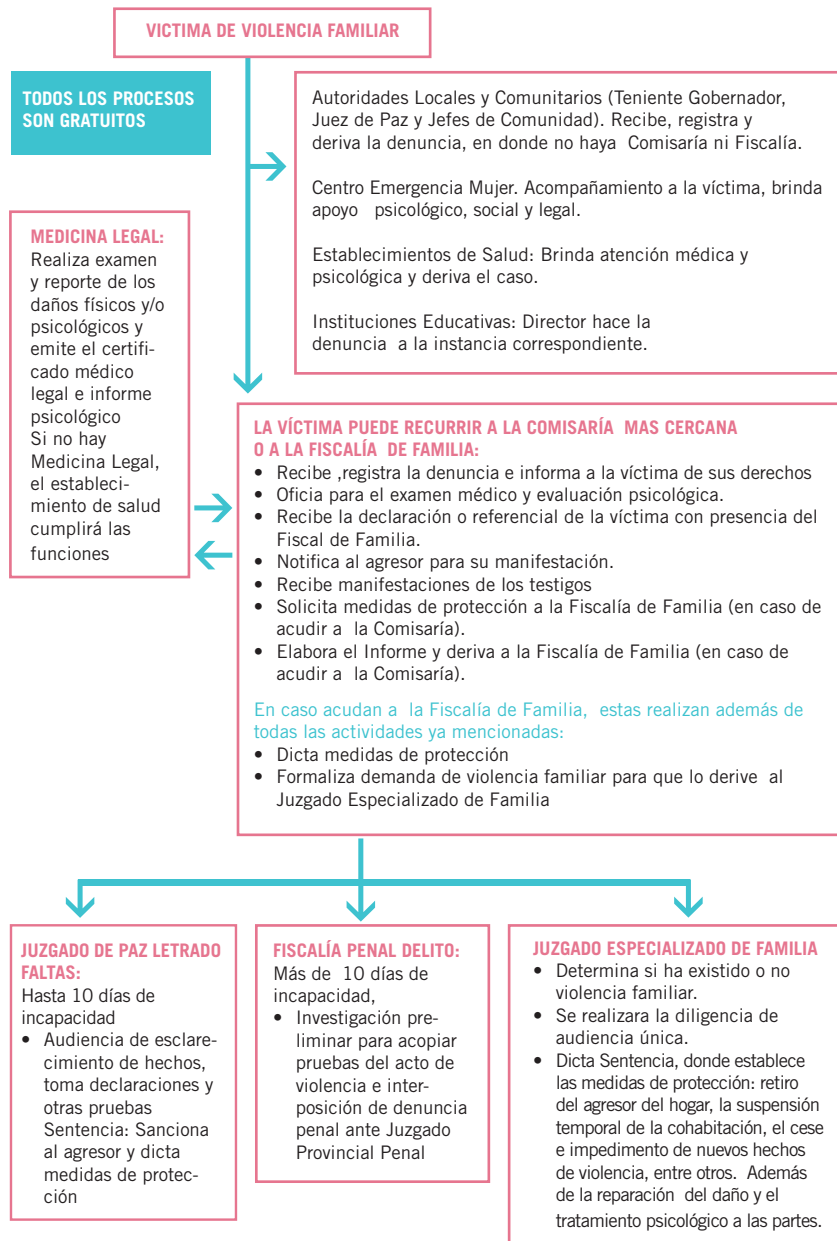 VICTIMA DE VIOLENCIA FAMILIAR
TODOS LOS PROCESOS
SON GRATUITOS
Autoridades Locales y Comunitarios (Teniente Gobernador,
Juez de Paz y Jefes de Comunidad). Recibe, registra y
deriva la denuncia, en donde no haya Comisaría ni Fiscalía.
Centro Emergencia Mujer. Acompañamiento a la víctima, brinda
apoyo psicológico, social y legal.
Establecimientos de Salud: Brinda atención médica y
psicológica y deriva el caso.
Instituciones Educativas: Director hace la
denuncia a la instancia correspondiente.
MEDICINA LEGAL:
Realiza examen
y reporte de los
daños físicos y/o
psicológicos y
emite el certifi-
cado médico
legal e informe
psicológico
Si no hay
Medicina Legal,
el estableci-
miento de salud
cumplirá las
funciones
LA VÍCTIMA PUEDE RECURRIR A LA COMISARÍA MAS CERCANA
O A LA FISCALÍA DE FAMILIA:
• Recibe ,registra la denuncia e informa a la víctima de sus derechos
• Oficia para el examen médico y evaluación psicológica.
• Recibe la declaración o referencial de la víctima con presencia del
Fiscal de Familia.
• Notifica al agresor para su manifestación.
• Recibe manifestaciones de los testigos
• Solicita medidas de protección a la Fiscalía de Familia (en caso de
acudir a la Comisaría).
• Elabora el Informe y deriva a la Fiscalía de Familia (en caso de
acudir a la Comisaría).
En caso acudan a la Fiscalía de Familia, estas realizan además de
todas las actividades ya mencionadas:
• Dicta medidas de protección
• Formaliza demanda de violencia familiar para que lo derive al
Juzgado Especializado de Familia
JUZGADO DE PAZ LETRADO
FALTAS:
Hasta 10 días de
incapacidad
• Audiencia de esclare-
cimiento de hechos,
toma declaraciones y
otras pruebas
Sentencia: Sanciona
al agresor y dicta
medidas de protec-
ción
FISCALÍA PENAL DELITO:
Más de 10 días de
incapacidad,
• Investigación pre-
liminar para acopiar
pruebas del acto de
violencia e inter-
posición de denuncia
penal ante Juzgado
Provincial Penal
JUZGADO ESPECIALIZADO DE FAMILIA
• Determina si ha existido o no
violencia familiar.
• Se realizara la diligencia de
audiencia única.
• Dicta Sentencia, donde establece
las medidas de protección: retiro
del agresor del hogar, la suspensión
temporal de la cohabitación, el cese
e impedimento de nuevos hechos
de violencia, entre otros. Además
de la reparación del daño y el
tratamiento psicológico a las partes.